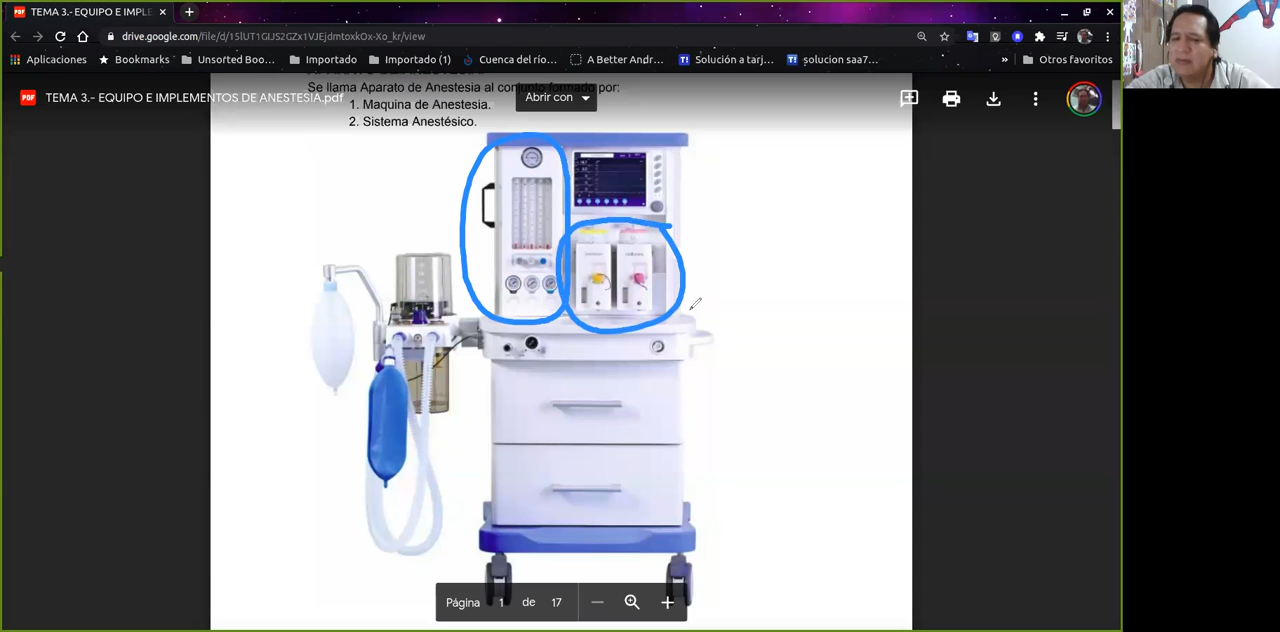 TEMA 3.- EQUIPO E IMPLE
drive.google.com/file/d/15lUT1GIJS2GZx1VJEjdmtoxkOx-Xo_kr/view
Aplicaciones Bookmarks Unsorted Boo... Importado Importado (1) Cuenca del río... A Better Andr... Solución a tarj... solucion saa7... » Otros favoritos
PDF TEMA 3.- EQUIPO E IMPLEMENTOS DE ANESTESIA.pdf
Abrir con
Se llama Aparato de Anestesia al conjunto formado por:
1. Maquina de Anestesia.
2. Sistema Anestésico.
Página 1 de 17